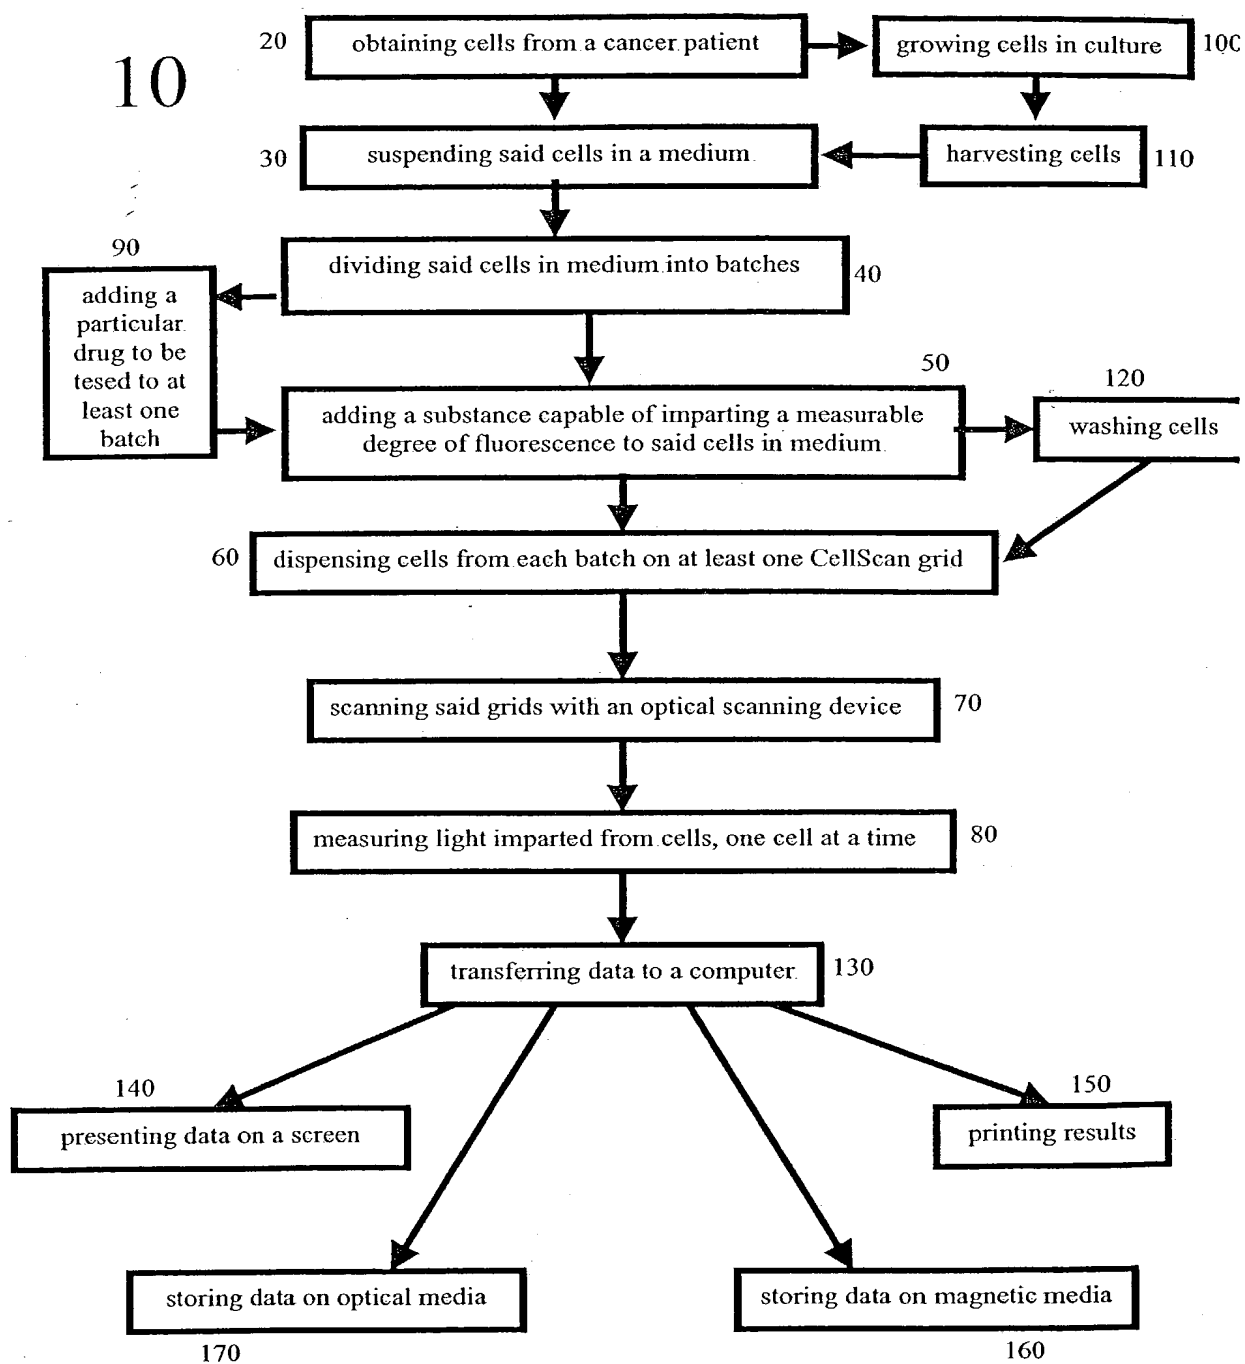 20
obtaining cells from a cancer patient
growing cells in culture
100
10
30
suspending said cells in a medium
harvesting cells
110
90
dividing said cells in medium into batches
40
adding a
particular
drug to be
tesed to at
least one
batch
50
adding a substance capable of imparting a measurable
degree of fluorescence to said cells in medium
120
washing cells
60
dispensing cells from each batch on at least one CellScan grid
scanning said grids with an optical scanning device
70
measuring light imparted from cells, one cell at a time
80
transferring data to a computer
130
140
presenting data on a screen
150
printing results
storing data on optical media
170
storing data on magnetic media
160